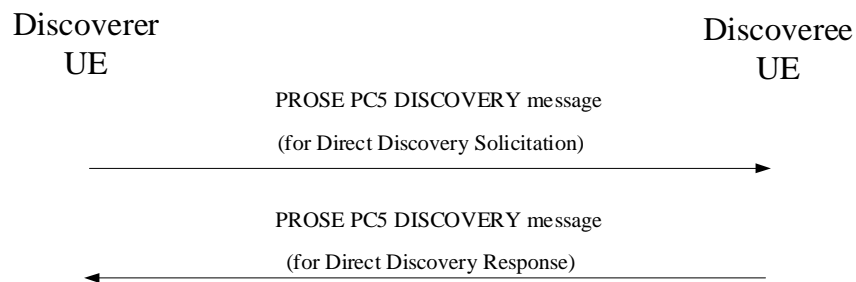 Discoverer
UE
Discoveree
UE
PROSE PC5 DISCOVERY message
(for Direct Discovery Solicitation)
PROSE PC5 DISCOVERY message
(for Direct Discovery Response)